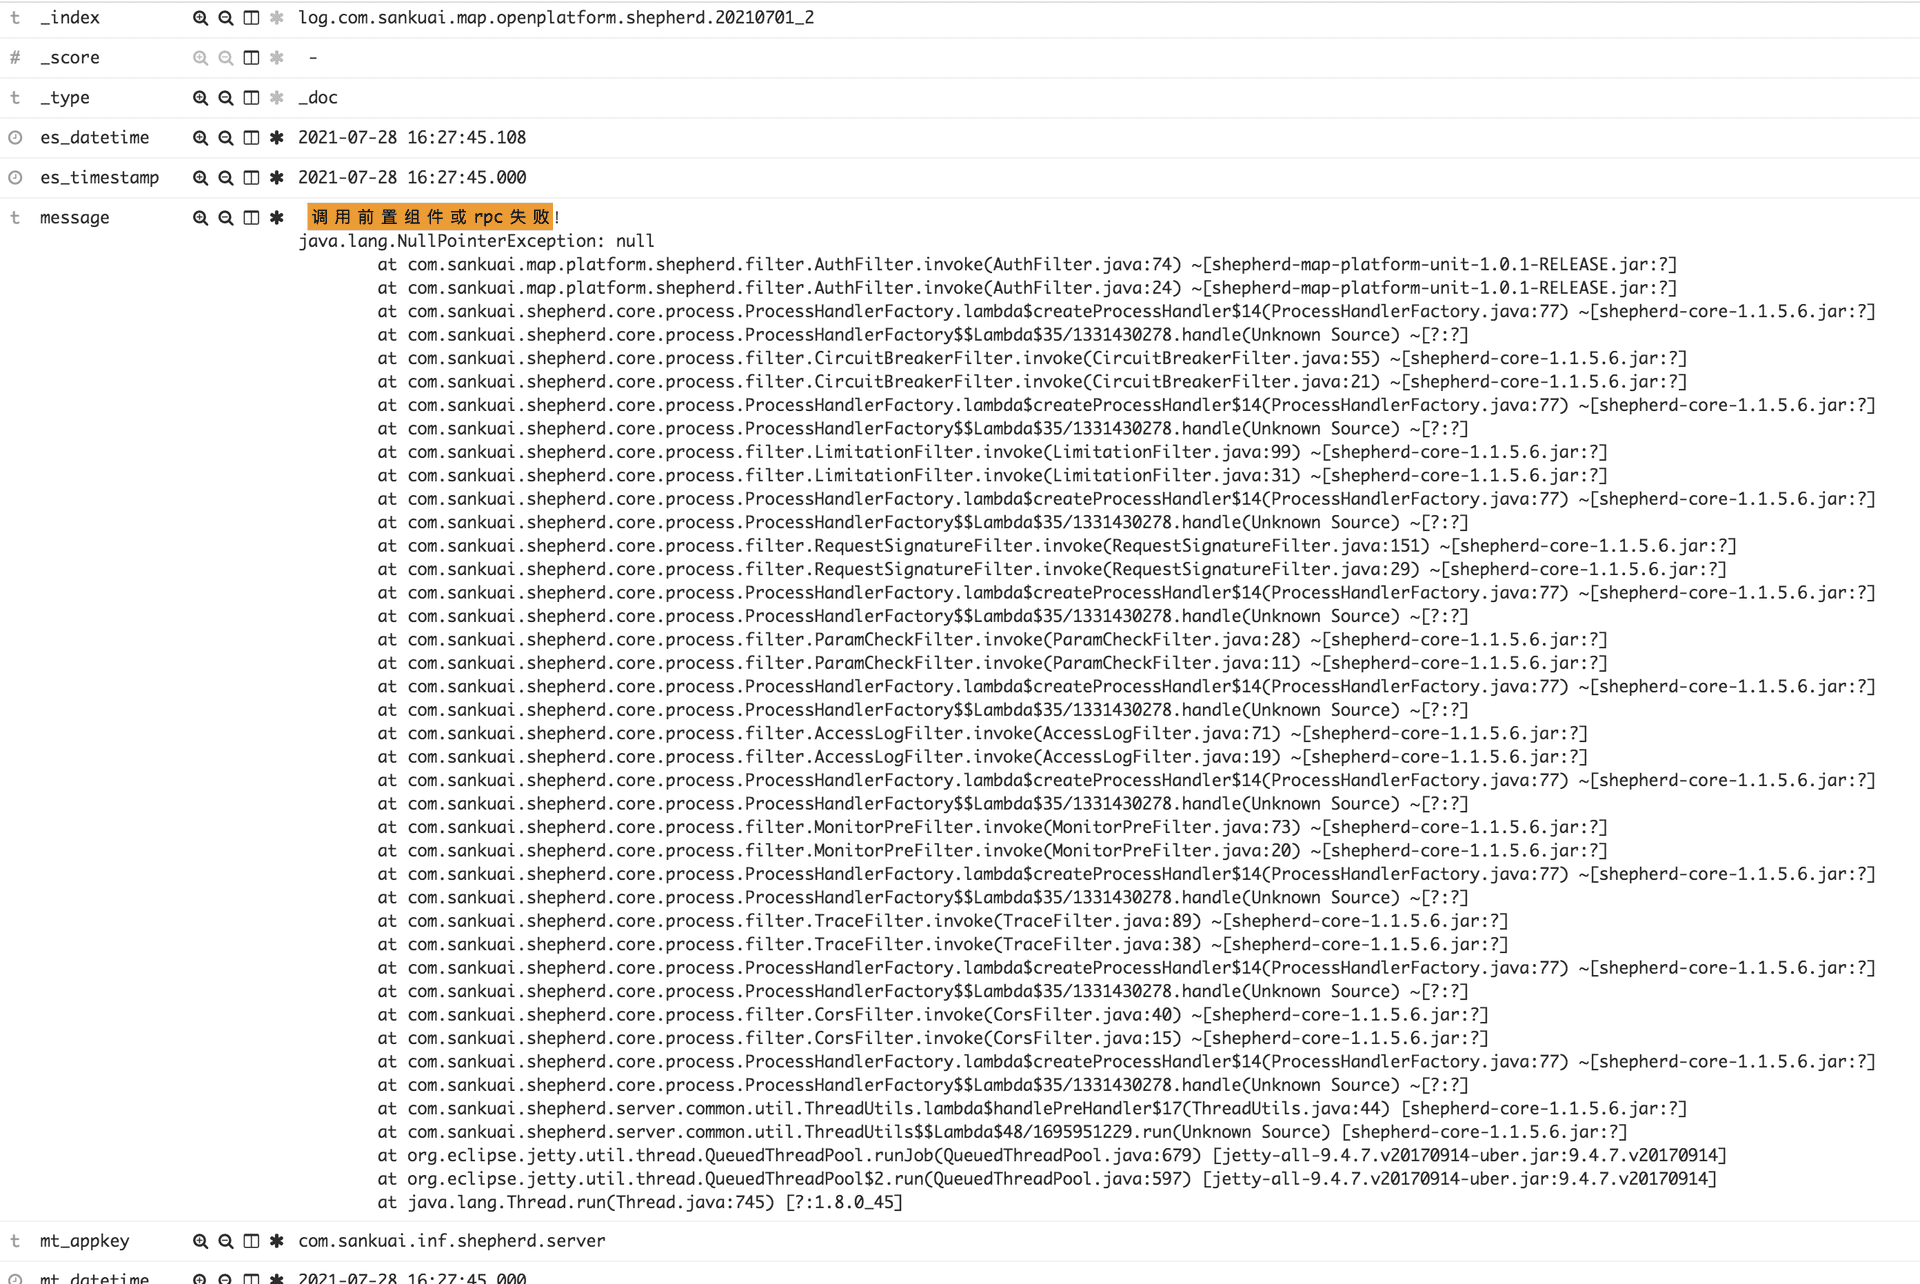 t _index log.com.sankuai.map.openplatform.shepherd.20210701_2
# _score -
t _type _doc
es_datetime 2021-07-28 16:27:45.108
es_timestamp 2021-07-28 16:27:45.000
t message 调用前置组件或rpc失败!
java.lang.NullPointerException: null
at com.sankuai.map.platform.shepherd.filter.AuthFilter.invoke(AuthFilter.java:74) ~[shepherd-map-platform-unit-1.0.1-RELEASE.jar:?]
at com.sankuai.map.platform.shepherd.filter.AuthFilter.invoke(AuthFilter.java:24) ~[shepherd-map-platform-unit-1.0.1-RELEASE.jar:?]
at com.sankuai.shepherd.core.process.ProcessHandlerFactory.lambda$createProcessHandler$14(ProcessHandlerFactory.java:77) ~[shepherd-core-1.1.5.6.jar:?]
at com.sankuai.shepherd.core.process.ProcessHandlerFactory$$Lambda$35/1331430278.handle(Unknown Source) ~[?:?]
at com.sankuai.shepherd.core.process.filter.CircuitBreakerFilter.invoke(CircuitBreakerFilter.java:55) ~[shepherd-core-1.1.5.6.jar:?]
at com.sankuai.shepherd.core.process.filter.CircuitBreakerFilter.invoke(CircuitBreakerFilter.java:21) ~[shepherd-core-1.1.5.6.jar:?]
at com.sankuai.shepherd.core.process.ProcessHandlerFactory.lambda$createProcessHandler$14(ProcessHandlerFactory.java:77) ~[shepherd-core-1.1.5.6.jar:?]
at com.sankuai.shepherd.core.process.ProcessHandlerFactory$$Lambda$35/1331430278.handle(Unknown Source) ~[?:?]
at com.sankuai.shepherd.core.process.filter.LimitationFilter.invoke(LimitationFilter.java:99) ~[shepherd-core-1.1.5.6.jar:?]
at com.sankuai.shepherd.core.process.filter.LimitationFilter.invoke(LimitationFilter.java:31) ~[shepherd-core-1.1.5.6.jar:?]
at com.sankuai.shepherd.core.process.ProcessHandlerFactory.lambda$createProcessHandler$14(ProcessHandlerFactory.java:77) ~[shepherd-core-1.1.5.6.jar:?]
at com.sankuai.shepherd.core.process.ProcessHandlerFactory$$Lambda$35/1331430278.handle(Unknown Source) ~[?:?]
at com.sankuai.shepherd.core.process.filter.RequestSignatureFilter.invoke(RequestSignatureFilter.java:151) ~[shepherd-core-1.1.5.6.jar:?]
at com.sankuai.shepherd.core.process.filter.RequestSignatureFilter.invoke(RequestSignatureFilter.java:29) ~[shepherd-core-1.1.5.6.jar:?]
at com.sankuai.shepherd.core.process.ProcessHandlerFactory.lambda$createProcessHandler$14(ProcessHandlerFactory.java:77) ~[shepherd-core-1.1.5.6.jar:?]
at com.sankuai.shepherd.core.process.ProcessHandlerFactory$$Lambda$35/1331430278.handle(Unknown Source) ~[?:?]
at com.sankuai.shepherd.core.process.filter.ParamCheckFilter.invoke(ParamCheckFilter.java:28) ~[shepherd-core-1.1.5.6.jar:?]
at com.sankuai.shepherd.core.process.filter.ParamCheckFilter.invoke(ParamCheckFilter.java:11) ~[shepherd-core-1.1.5.6.jar:?]
at com.sankuai.shepherd.core.process.ProcessHandlerFactory.lambda$createProcessHandler$14(ProcessHandlerFactory.java:77) ~[shepherd-core-1.1.5.6.jar:?]
at com.sankuai.shepherd.core.process.ProcessHandlerFactory$$Lambda$35/1331430278.handle(Unknown Source) ~[?:?]
at com.sankuai.shepherd.core.process.filter.AccessLogFilter.invoke(AccessLogFilter.java:71) ~[shepherd-core-1.1.5.6.jar:?]
at com.sankuai.shepherd.core.process.filter.AccessLogFilter.invoke(AccessLogFilter.java:19) ~[shepherd-core-1.1.5.6.jar:?]
at com.sankuai.shepherd.core.process.ProcessHandlerFactory.lambda$createProcessHandler$14(ProcessHandlerFactory.java:77) ~[shepherd-core-1.1.5.6.jar:?]
at com.sankuai.shepherd.core.process.ProcessHandlerFactory$$Lambda$35/1331430278.handle(Unknown Source) ~[?:?]
at com.sankuai.shepherd.core.process.filter.MonitorPreFilter.invoke(MonitorPreFilter.java:73) ~[shepherd-core-1.1.5.6.jar:?]
at com.sankuai.shepherd.core.process.filter.MonitorPreFilter.invoke(MonitorPreFilter.java:20) ~[shepherd-core-1.1.5.6.jar:?]
at com.sankuai.shepherd.core.process.ProcessHandlerFactory.lambda$createProcessHandler$14(ProcessHandlerFactory.java:77) ~[shepherd-core-1.1.5.6.jar:?]
at com.sankuai.shepherd.core.process.ProcessHandlerFactory$$Lambda$35/1331430278.handle(Unknown Source) ~[?:?]
at com.sankuai.shepherd.core.process.filter.TraceFilter.invoke(TraceFilter.java:89) ~[shepherd-core-1.1.5.6.jar:?]
at com.sankuai.shepherd.core.process.filter.TraceFilter.invoke(TraceFilter.java:38) ~[shepherd-core-1.1.5.6.jar:?]
at com.sankuai.shepherd.core.process.ProcessHandlerFactory.lambda$createProcessHandler$14(ProcessHandlerFactory.java:77) ~[shepherd-core-1.1.5.6.jar:?]
at com.sankuai.shepherd.core.process.ProcessHandlerFactory$$Lambda$35/1331430278.handle(Unknown Source) ~[?:?]
at com.sankuai.shepherd.core.process.filter.CorsFilter.invoke(CorsFilter.java:40) ~[shepherd-core-1.1.5.6.jar:?]
at com.sankuai.shepherd.core.process.filter.CorsFilter.invoke(CorsFilter.java:15) ~[shepherd-core-1.1.5.6.jar:?]
at com.sankuai.shepherd.core.process.ProcessHandlerFactory.lambda$createProcessHandler$14(ProcessHandlerFactory.java:77) ~[shepherd-core-1.1.5.6.jar:?]
at com.sankuai.shepherd.core.process.ProcessHandlerFactory$$Lambda$35/1331430278.handle(Unknown Source) ~[?:?]
at com.sankuai.shepherd.server.common.util.ThreadUtils.lambda$handlePreHandler$17(ThreadUtils.java:44) [shepherd-core-1.1.5.6.jar:?]
at com.sankuai.shepherd.server.common.util.ThreadUtils$$Lambda$48/1695951229.run(Unknown Source) [shepherd-core-1.1.5.6.jar:?]
at org.eclipse.jetty.util.thread.QueuedThreadPool.runJob(QueuedThreadPool.java:679) [jetty-all-9.4.7.v20170914-uber.jar:9.4.7.v20170914]
at org.eclipse.jetty.util.thread.QueuedThreadPool$2.run(QueuedThreadPool.java:597) [jetty-all-9.4.7.v20170914-uber.jar:9.4.7.v20170914]
at java.lang.Thread.run(Thread.java:745) [?:1.8.0_45]
t mt_appkey com.sankuai.inf.shepherd.server
mt_datetime 2021-07-28 16:27:45.000